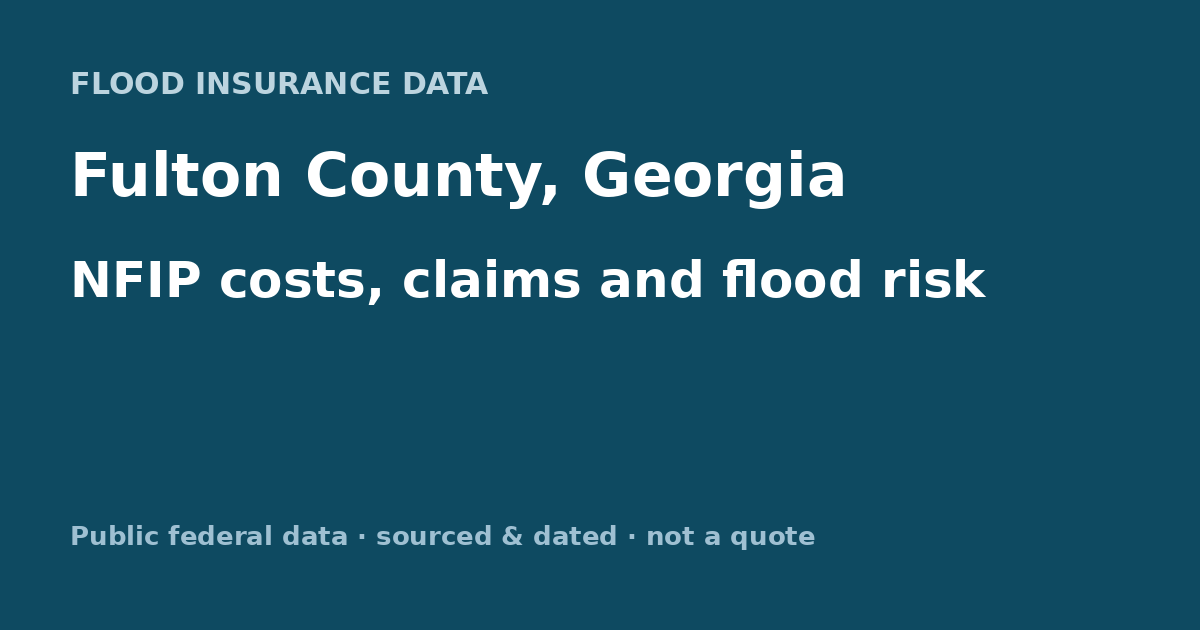 FLOOD INSURANCE DATA
Fulton County, Georgia
NFIP costs, claims and flood risk
Public federal data · sourced & dated · not a quote